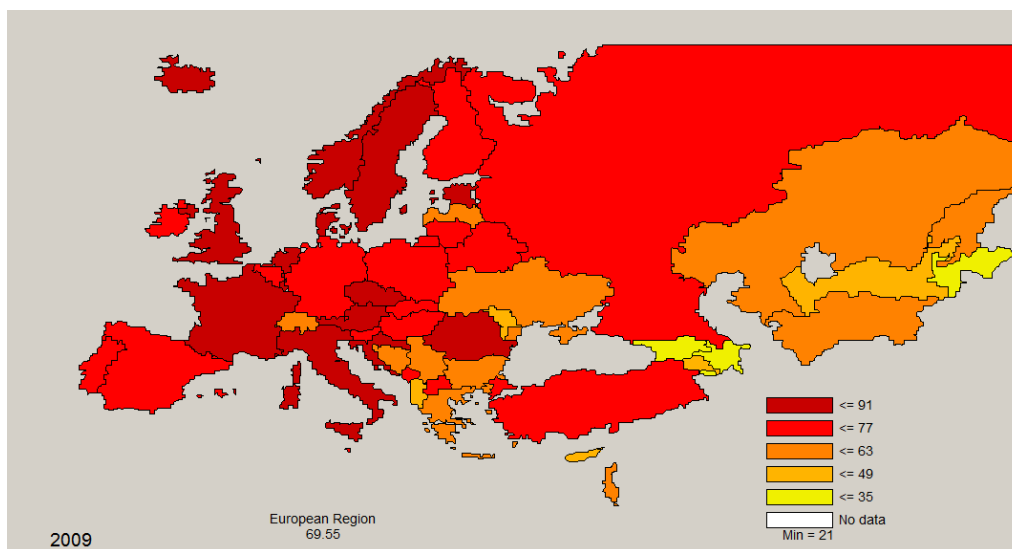 <= 91
<= 77
<= 63
<= 49
<= 35
No data
Min = 21
European Region
69.55
2009